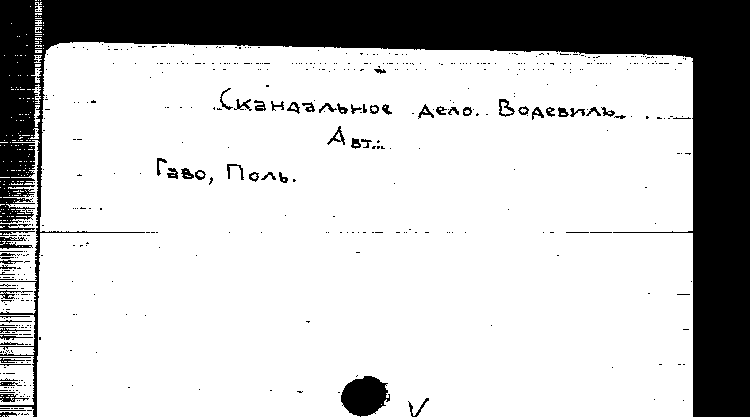 Скандальное дело. Водевиль.
Авт.:
Гаво, Поль.
V